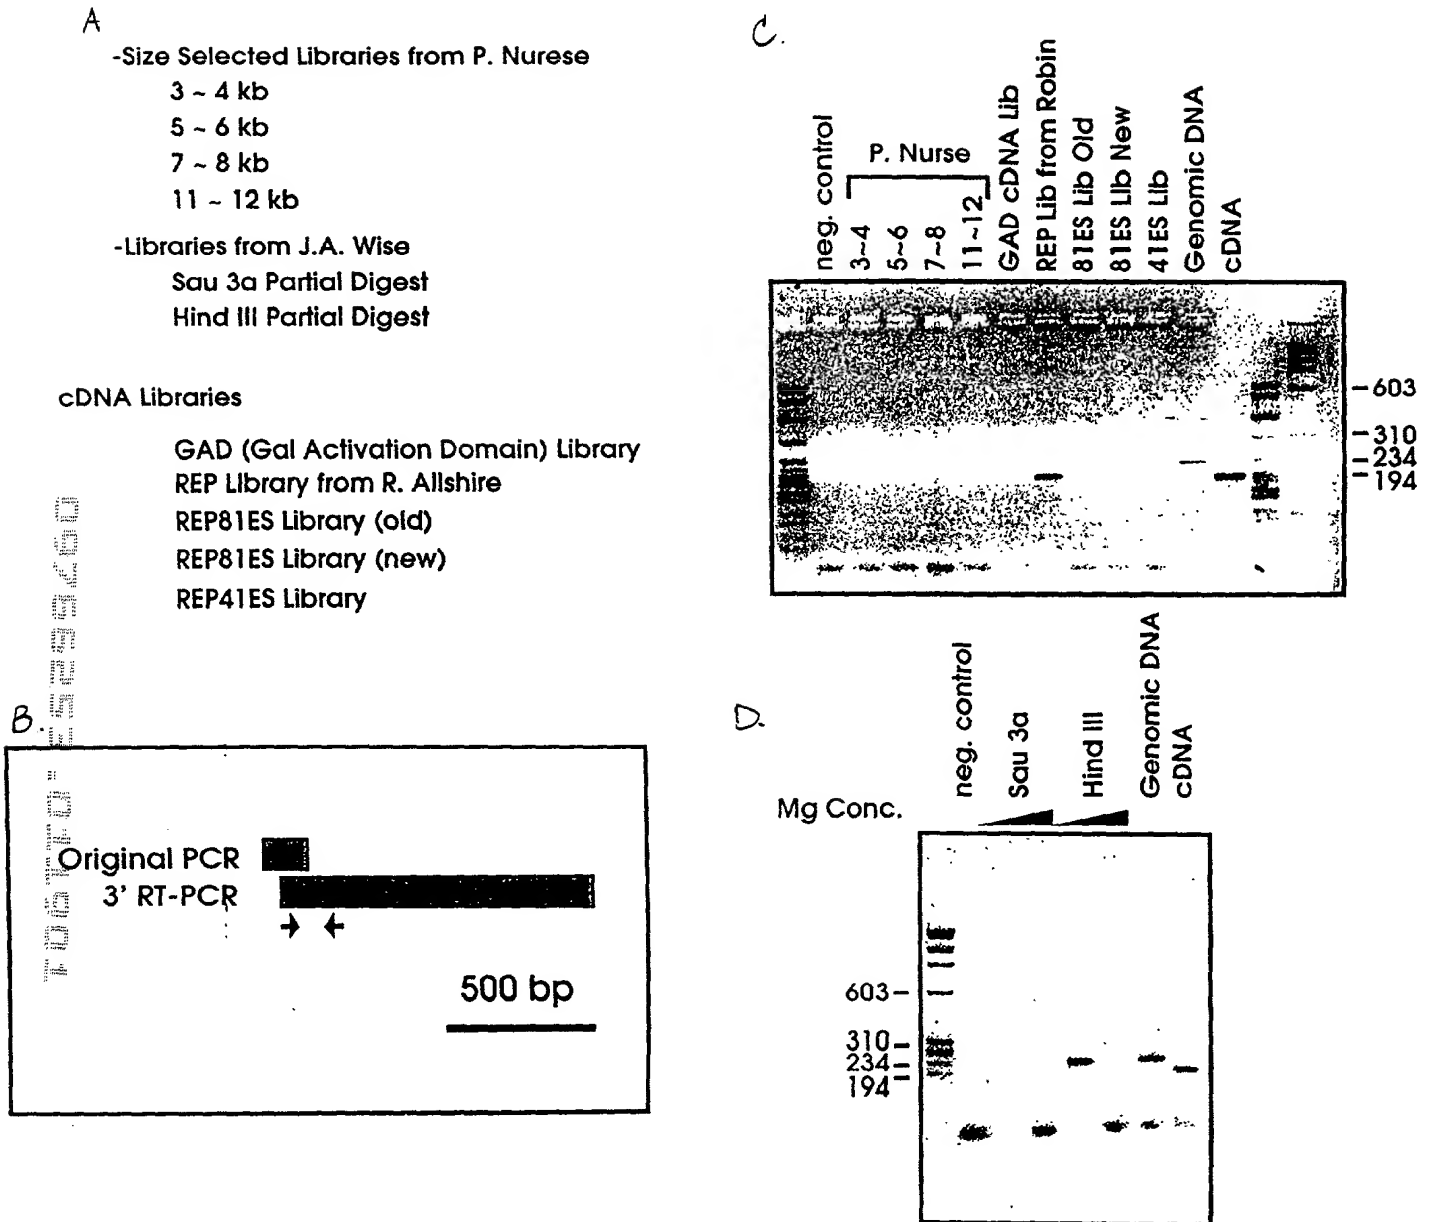 A
-Size Selected Libraries from P. Nurese
3 ~ 4 kb
5 ~ 6 kb
7 ~ 8 kb
11 ~ 12 kb
-Libraries from J.A. Wise
Sau 3a Partial Digest
Hind III Partial Digest
cDNA Libraries
GAD (Gal Activation Domain) Library
REP Library from R. Allshire
REP81ES Library (old)
REP81ES Library (new)
REP41ES Library
B.
Original PCR
3' RT-PCR
500 bp
C.
neg. control
P. Nurse
3~4
5~6
7~8
11~12
GAD cDNA Lib
REP Lib from Robin
81ES Lib Old
81ES Lib New
41ES Lib
Genomic DNA
cDNA
603
310
234
194
D.
neg. control
Sau 3a
Hind III
Genomic DNA
cDNA
Mg Conc.
603
310
234
194